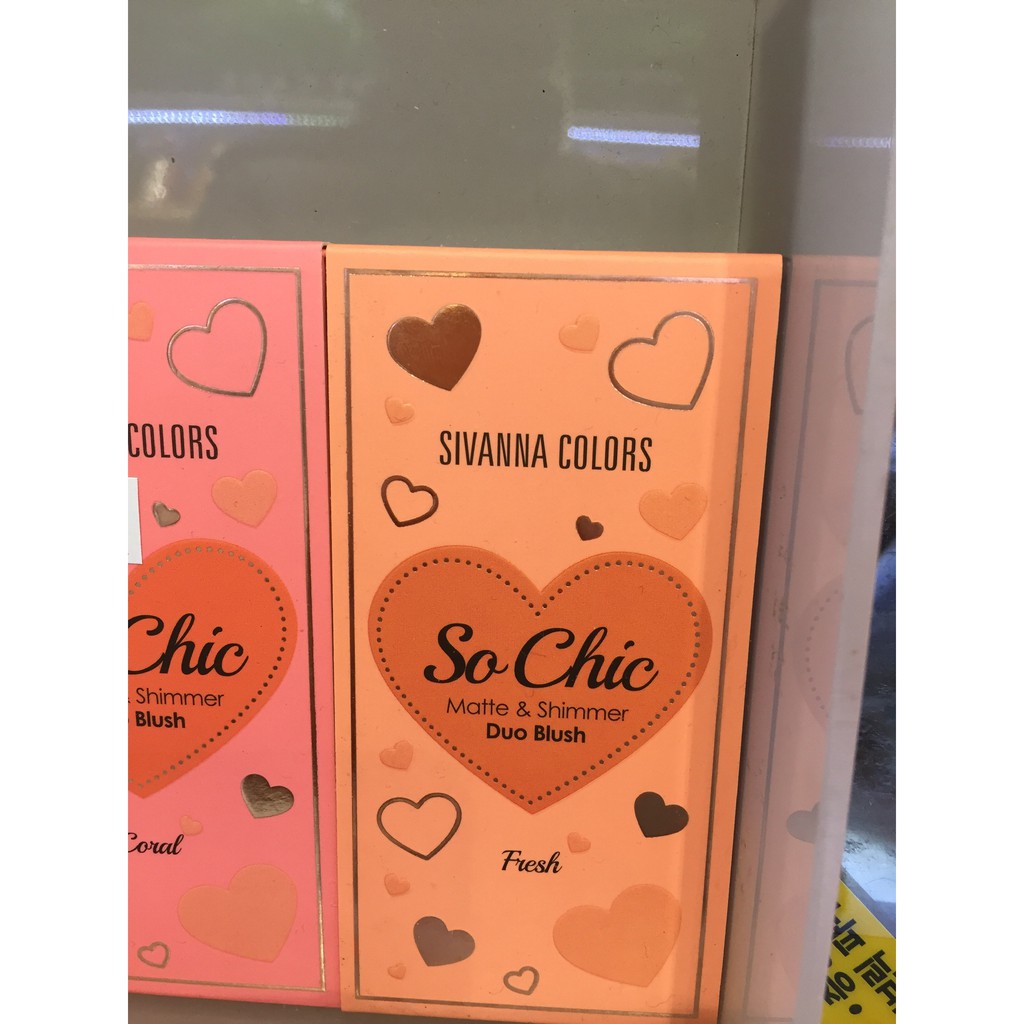 COLORS
Chic
& Shimmer
Blush
Coral
SIVANNA COLORS
So Chic
Matte & Shimmer
Duo Blush
Fresh